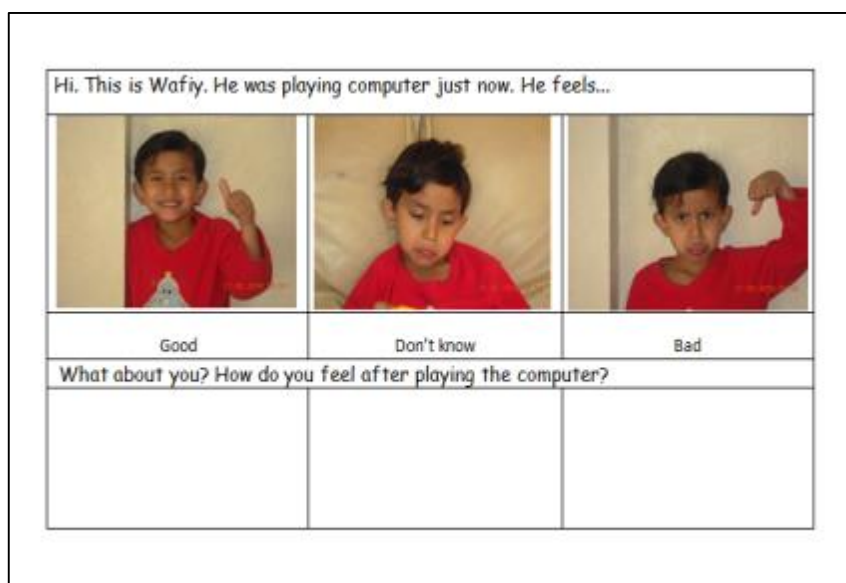 Hi. This is Wafiy. He was playing computer just now. He feels...
Good
Don't know
Bad
What about you? How do you feel after playing the computer?